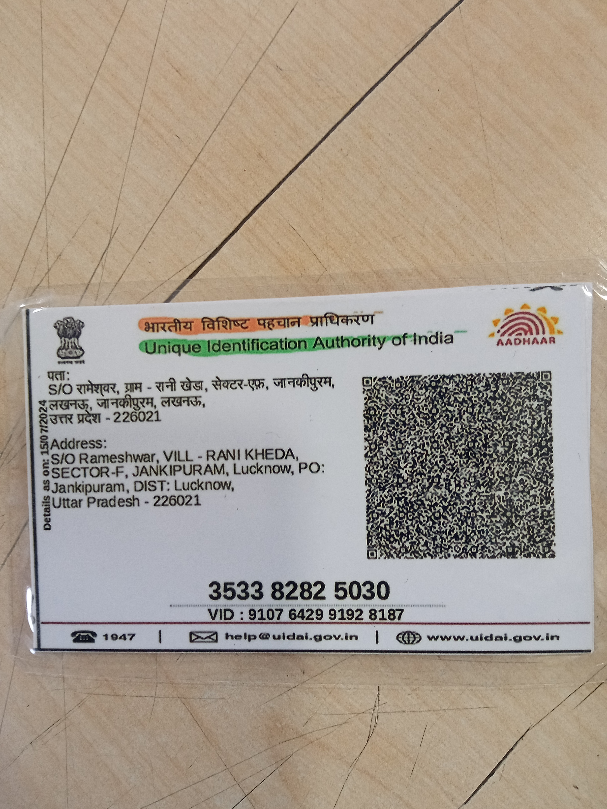 भारतीय विशिष्ट पहचान प्राधिकरण
Unique Identification Authority of India
AADHAAR
पता:
S/O रामेश्वर, ग्राम - रानी खेडा, सेक्टर-एफ़, जानकीपुरम,
लखनऊ, जानकीपुरम, लखनऊ,
उत्तर प्रदेश - 226021
Address:
S/O Rameshwar, VILL - RANI KHEDA,
SECTOR-F, JANKIPURAM, Lucknow, PO:
Jankipuram, DIST: Lucknow,
Uttar Pradesh - 226021
Details as on: 15/07/2024
3533 8282 5030
VID : 9107 6429 9192 8187
1947 | help@uidai.gov.in | www.uidai.gov.in